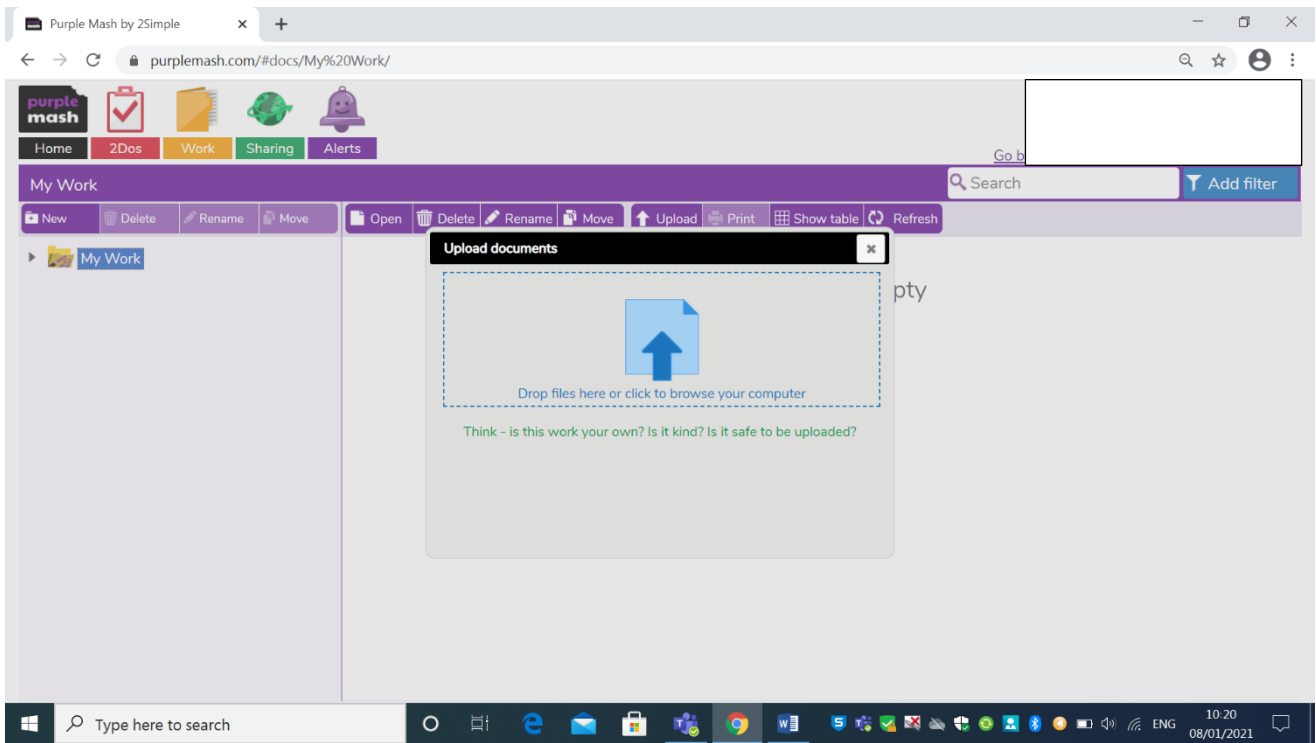 Purple Mash by 2Simple
purplemash.com/#docs/My%20Work/
purple
mash
Home 2Dos Work Sharing Alerts
Go b
My Work Search Add filter
New Delete Rename Move Open Delete Rename Move Upload Print Show table Refresh
My Work
Upload documents
pty
Drop files here or click to browse your computer
Think - is this work your own? Is it kind? Is it safe to be uploaded?
Type here to search
ENG
10:20
08/01/2021